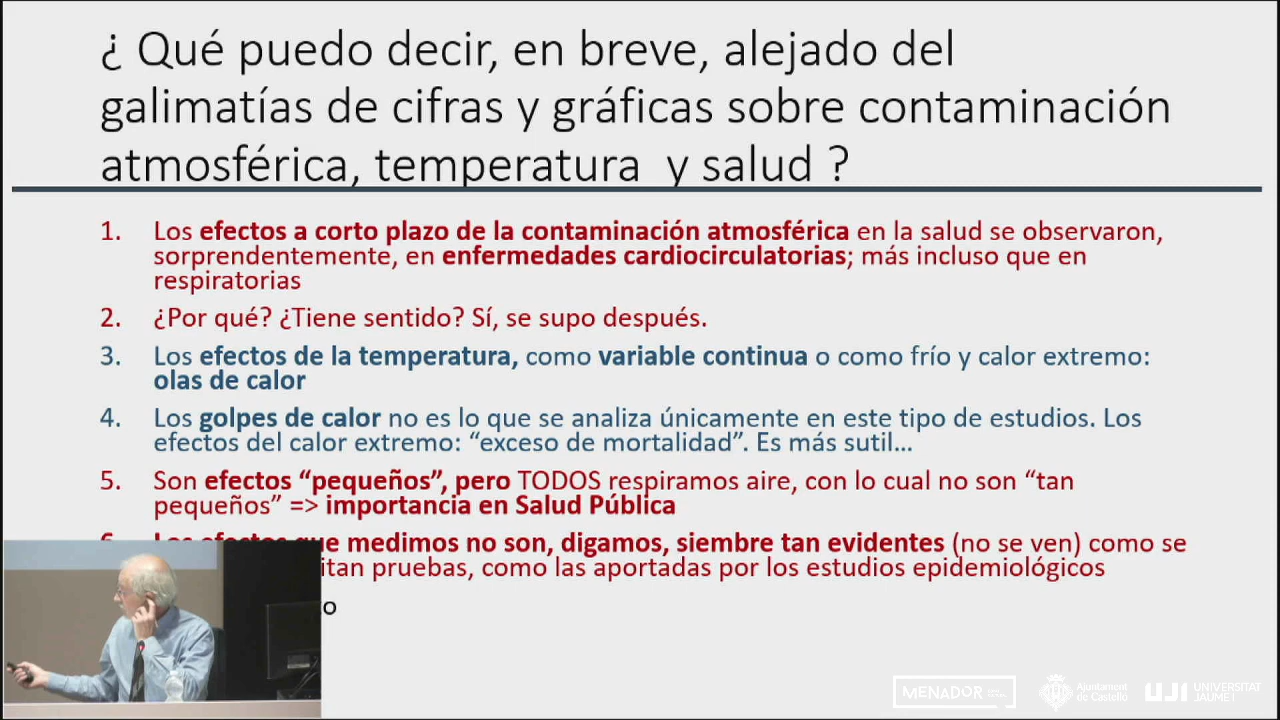 ¿ Qué puedo decir, en breve, alejado del
galimatías de cifras y gráficas sobre contaminación
atmosférica, temperatura y salud ?
1. Los efectos a corto plazo de la contaminación atmosférica en la salud se observaron,
sorprendentemente, en enfermedades cardiocirculatorias; más incluso que en
respiratorias
2. ¿Por qué? ¿Tiene sentido? Sí, se supo después.
3. Los efectos de la temperatura, como variable continua o como frío y calor extremo:
olas de calor
4. Los golpes de calor no es lo que se analiza únicamente en este tipo de estudios. Los
efectos del calor extremo: “exceso de mortalidad”. Es más sutil…
5. Son efectos “pequeños”, pero TODOS respiramos aire, con lo cual no son “tan
pequeños” => importancia en Salud Pública
6. Los efectos que medimos no son, digamos, siembre tan evidentes (no se ven) como se
itan pruebas, como las aportadas por los estudios epidemiológicos
o
MENADOR
Ajuntament
de Castelló
UJI UNIVERSITAT
JAUME I